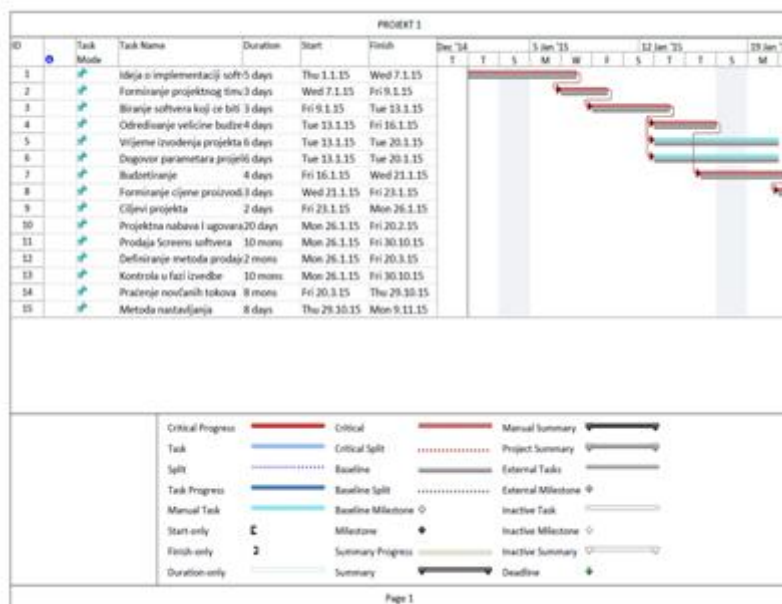 PROJEKT 1
ID Task Mode Task Name Duration Start Finish Dec '14 5 Jan '15 12 Jan '15 19 Jan '
T T S M W F S T T S M
1 Ideja o implementaciji soft 5 days Thu 1.1.15 Wed 7.1.15
2 Formiranje projektnog timu 3 days Wed 7.1.15 Fri 9.1.15
3 Biranje softvera koji ce biti 3 days Fri 9.1.15 Tue 13.1.15
4 Odredivanje velicine budze 4 days Tue 13.1.15 Fri 16.1.15
5 Vrijeme izvodenja projekta 6 days Tue 13.1.15 Tue 20.1.15
6 Dogovor parametara projel 6 days Tue 13.1.15 Tue 20.1.15
7 Budzetiranje 4 days Fri 16.1.15 Wed 21.1.15
8 Formiranje cijene proizvod 3 days Wed 21.1.15 Fri 23.1.15
9 Ciljevi projekta 2 days Fri 23.1.15 Mon 26.1.15
10 Projektna nabava I ugovara 20 days Mon 26.1.15 Fri 20.2.15
11 Prodaja Screens softvera 10 mons Mon 26.1.15 Fri 30.10.15
12 Definiranje metoda prodaje 2 mons Mon 26.1.15 Fri 20.3.15
13 Kontrola u fazi izvedbe 10 mons Mon 26.1.15 Fri 30.10.15
14 Praćenje novčanih tokova 8 mons Fri 20.3.15 Thu 29.10.15
15 Metoda nastavljanja 8 days Thu 29.10.15 Mon 9.11.15
Critical Progress Critical Manual Summary
Task Critical Split Project Summary
Split Baseline External Tasks
Task Progress Baseline Split External Milestone
Manual Task Baseline Milestone Inactive Task
Start-only Milestone Inactive Milestone
Finish-only Summary Progress Inactive Summary
Duration-only Summary Deadline
Page 1